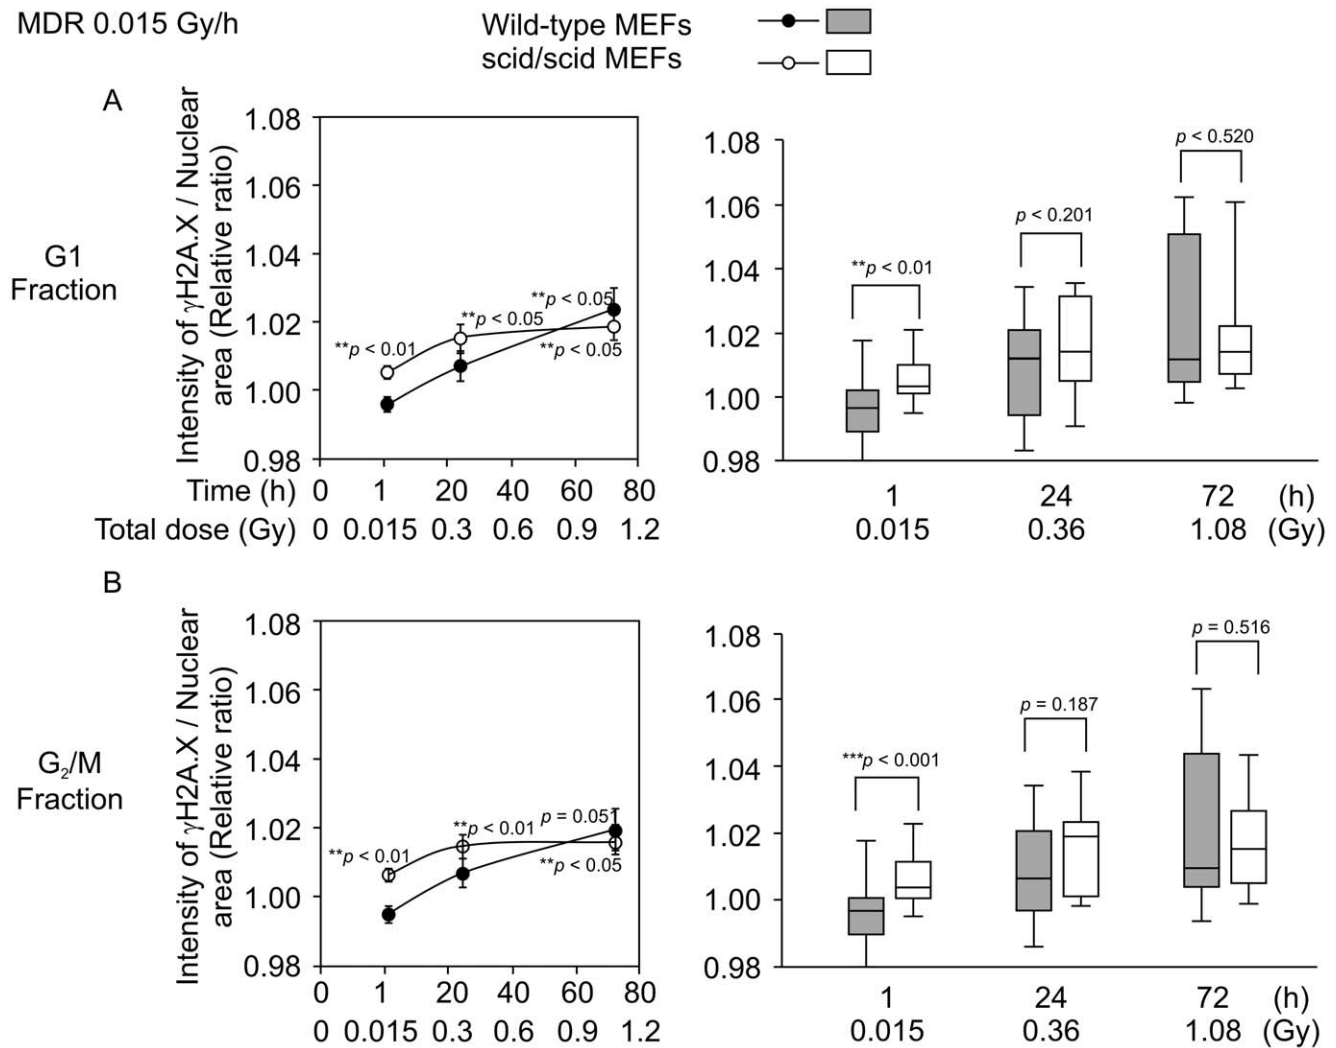 MDR 0.015 Gy/h
Wild-type MEFs
scid/scid MEFs
A
G1
Fraction
Intensity of γH2A.X / Nuclear
area (Relative ratio)
1.08
1.06
1.04
1.02
1.00
0.98
**p < 0.01
**p < 0.05
**p < 0.05
**p < 0.05
Time (h) 0 1 20 40 60 80
Total dose (Gy) 0 0.015 0.3 0.6 0.9 1.2
1.08
1.06
1.04
1.02
1.00
0.98
**p < 0.01
p < 0.201
p < 0.520
1 24 72 (h)
0.015 0.36 1.08 (Gy)
B
G2/M
Fraction
Intensity of γH2A.X / Nuclear
area (Relative ratio)
1.08
1.06
1.04
1.02
1.00
0.98
**p < 0.01
**p < 0.01
p = 0.051
**p < 0.05
0 1 20 40 60 80
0 0.015 0.3 0.6 0.9 1.2
1.08
1.06
1.04
1.02
1.00
0.98
***p < 0.001
p = 0.187
p = 0.516
1 24 72 (h)
0.015 0.36 1.08 (Gy)